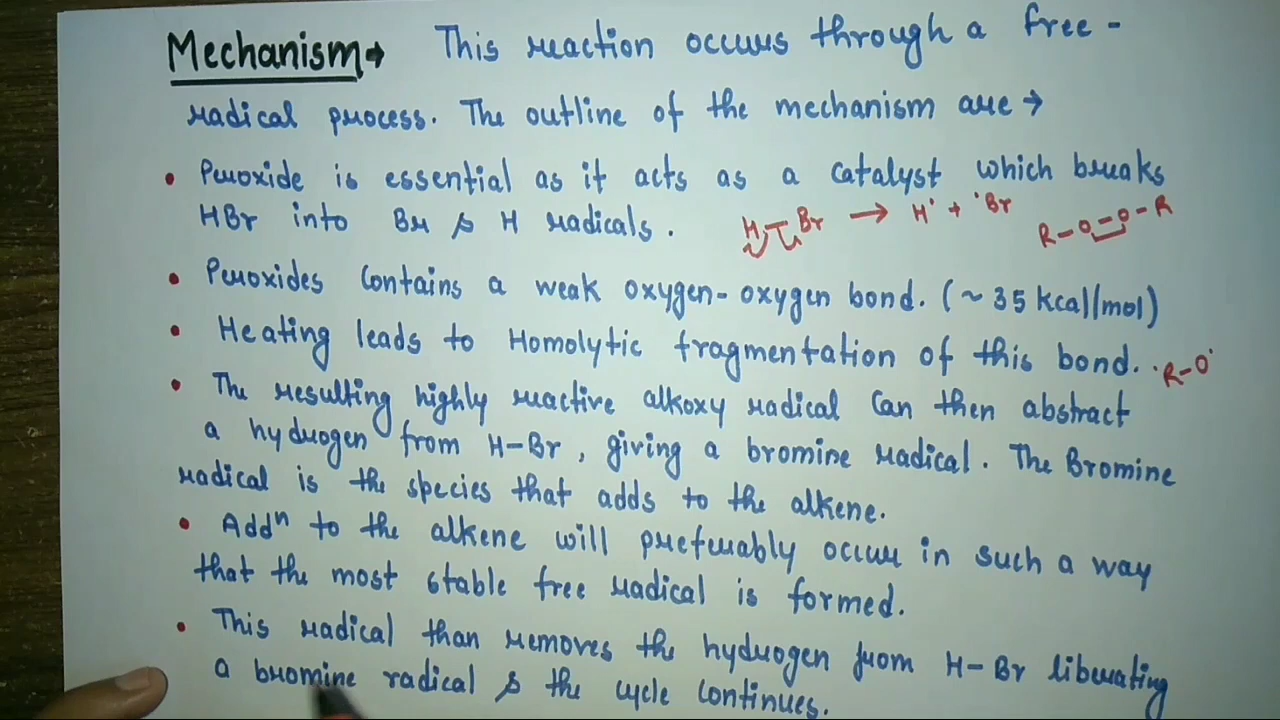 Mechanism→ This reaction occurs through a free-
radical process. The outline of the mechanism are →
• Peroxide is essential as it acts as a catalyst which breaks
HBr into Br & H radicals. H–Br → H˙ + ˙Br R–O–O–R
• Peroxides contains a weak oxygen-oxygen bond. (~35 kcal/mol)
• Heating leads to Homolytic fragmentation of this bond. R–O˙
• The resulting highly reactive alkoxy radical can then abstract
a hydrogen from H–Br, giving a bromine radical. The Bromine
radical is the species that adds to the alkene.
• Addⁿ to the alkene will preferably occur in such a way
that the most stable free radical is formed.
• This radical than removes the hydrogen from H–Br liberating
a bromine radical & the cycle continues.